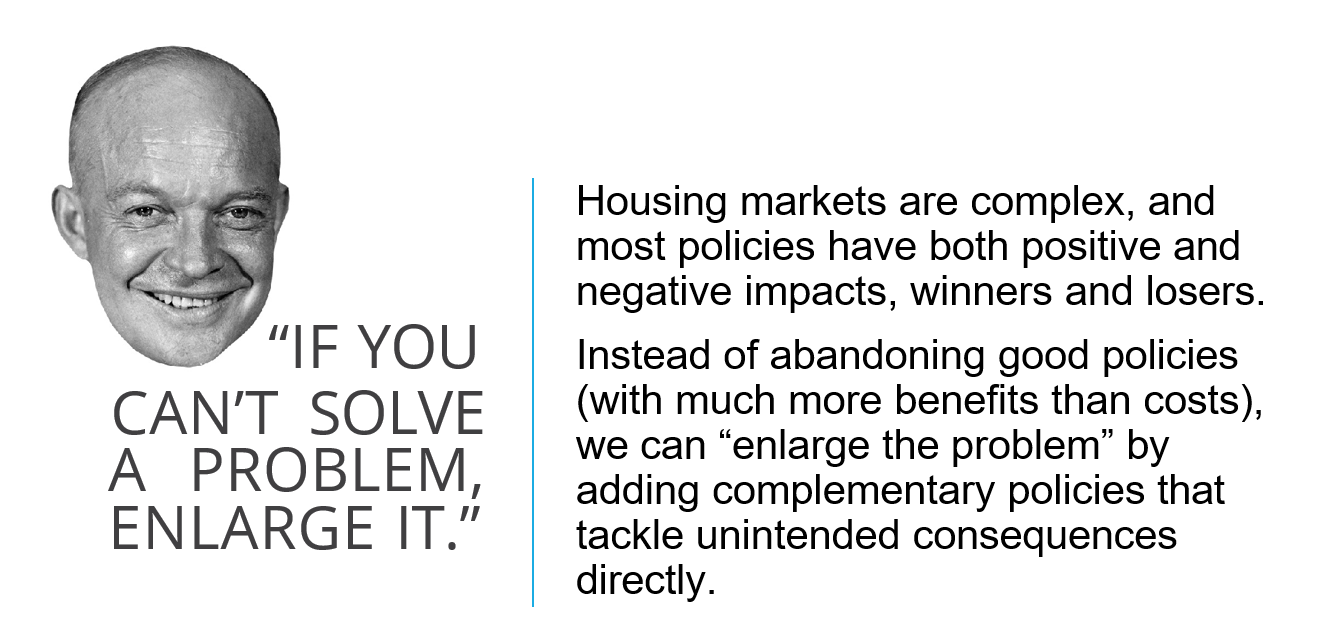 “IF YOU
CAN’T SOLVE
A PROBLEM,
ENLARGE IT.”
Housing markets are complex, and
most policies have both positive and
negative impacts, winners and losers.
Instead of abandoning good policies
(with much more benefits than costs),
we can “enlarge the problem” by
adding complementary policies that
tackle unintended consequences
directly.